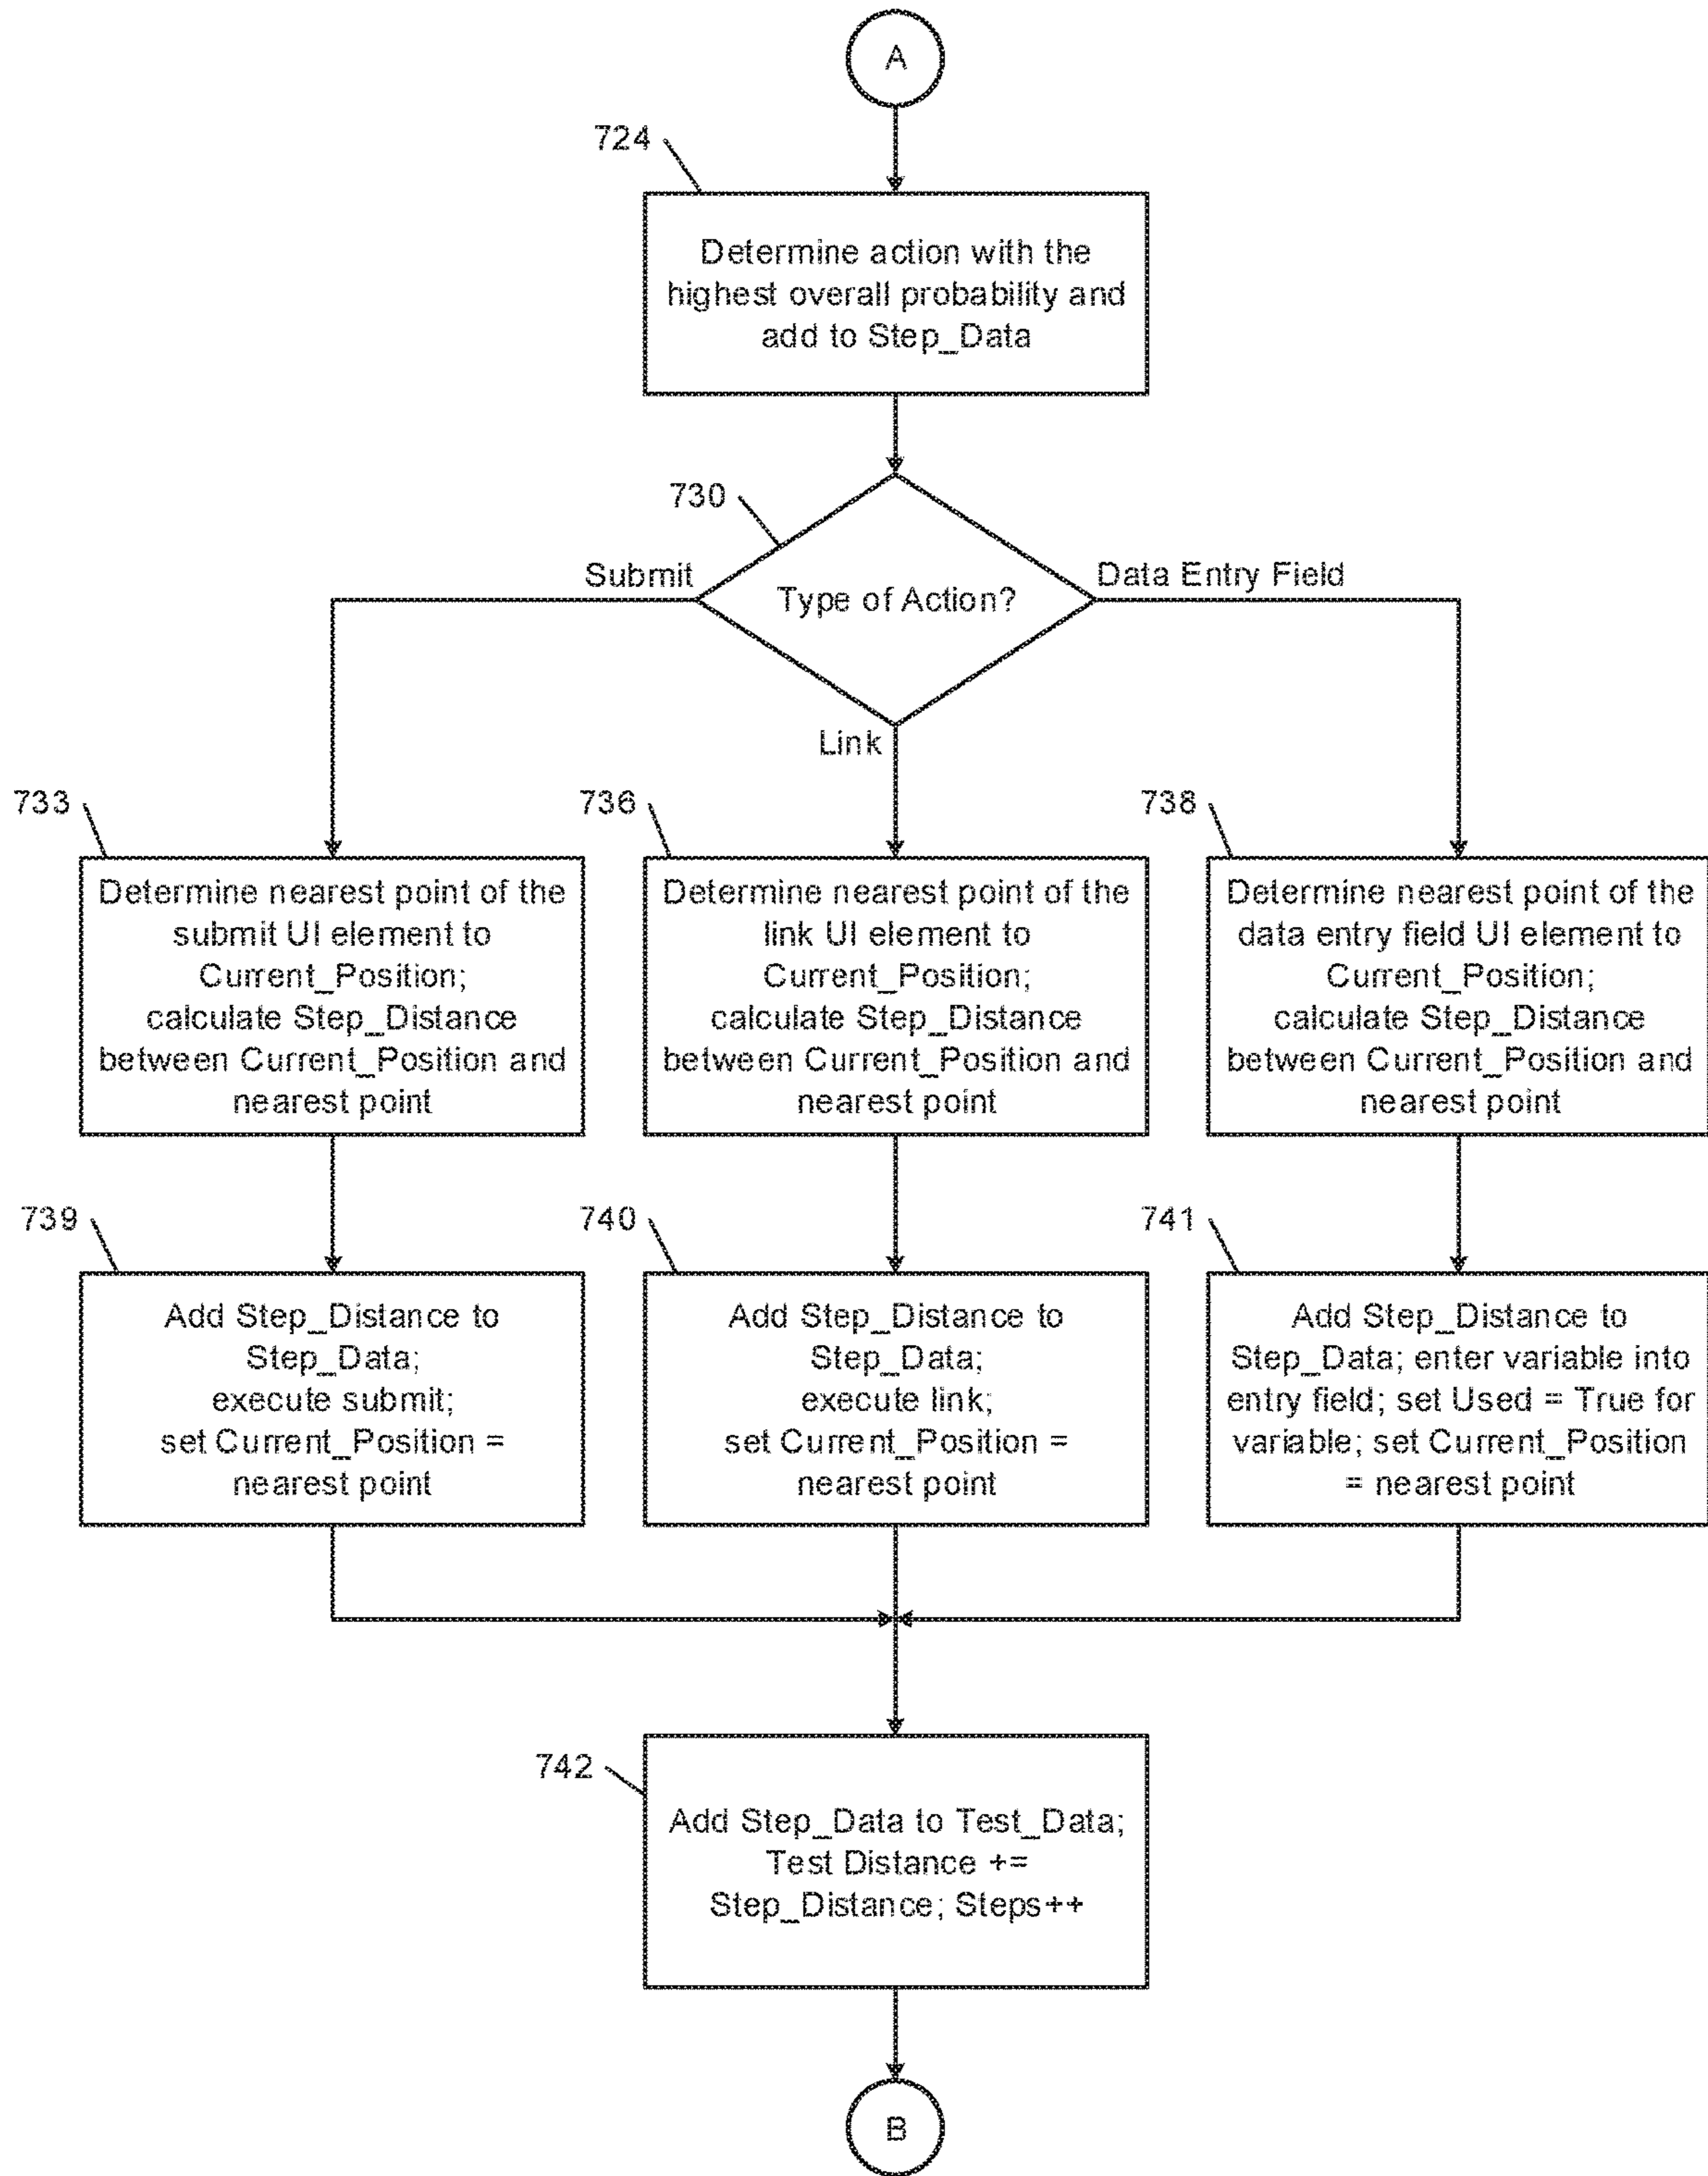 A
724
Determine action with the
highest overall probability and
add to Step_Data
730
Submit
Type of Action?
Data Entry Field
Link
733
Determine nearest point of the
submit UI element to
Current_Position;
calculate Step_Distance
between Current_Position and
nearest point
736
Determine nearest point of the
link UI element to
Current_Position;
calculate Step_Distance
between Current_Position and
nearest point
738
Determine nearest point of the
data entry field UI element to
Current_Position;
calculate Step_Distance
between Current_Position and
nearest point
739
Add Step_Distance to
Step_Data;
execute submit;
set Current_Position =
nearest point
740
Add Step_Distance to
Step_Data;
execute link;
set Current_Position =
nearest point
741
Add Step_Distance to
Step_Data; enter variable into
entry field; set Used = True for
variable; set Current_Position
= nearest point
742
Add Step_Data to Test_Data;
Test Distance +=
Step_Distance; Steps++
B